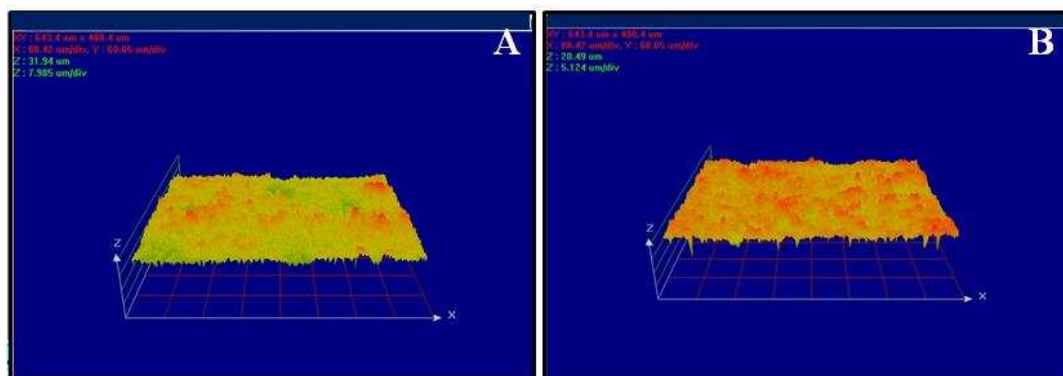 A
XY : 643.4 um x 480.4 um
X : 80.42 um/div, Y : 60.05 um/div
Z : 31.94 um
Z : 7.985 um/div
Z
X
B
XY : 643.4 um x 480.4 um
X : 80.42 um/div, Y : 60.05 um/div
Z : 20.49 um
Z : 5.124 um/div
Z
X